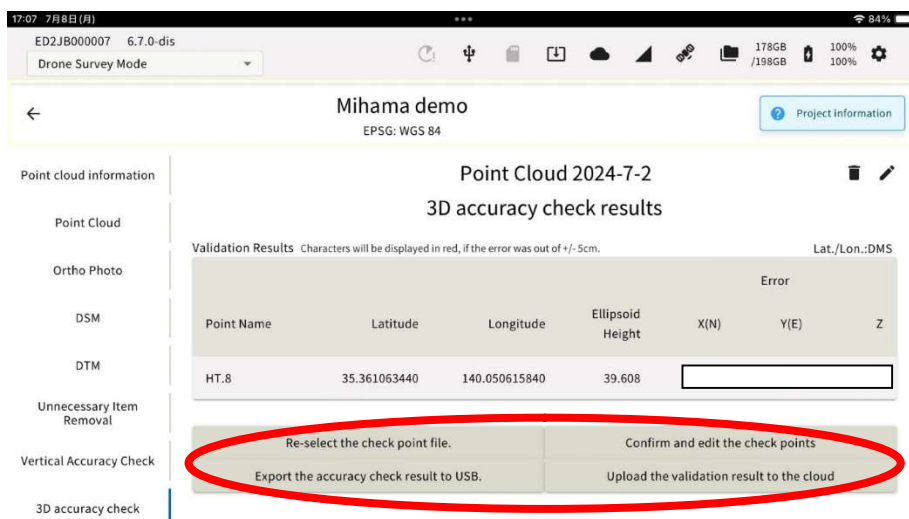 17:07 7月8日(月)
84%
ED2JB000007 6.7.0-dis
Drone Survey Mode
178GB
/198GB
100%
100%
Mihama demo
EPSG: WGS 84
Project information
Point cloud information
Point Cloud
Ortho Photo
DSM
DTM
Unnecessary Item
Removal
Vertical Accuracy Check
3D accuracy check
Point Cloud 2024-7-2
3D accuracy check results
Validation Results Characters will be displayed in red, if the error was out of +/- 5cm.
Lat./Lon.:DMS
Error
Point Name Latitude Longitude Ellipsoid Height X(N) Y(E) Z
HT.8 35.361063440 140.050615840 39.608
Re-select the check point file.
Confirm and edit the check points
Export the accuracy check result to USB.
Upload the validation result to the cloud